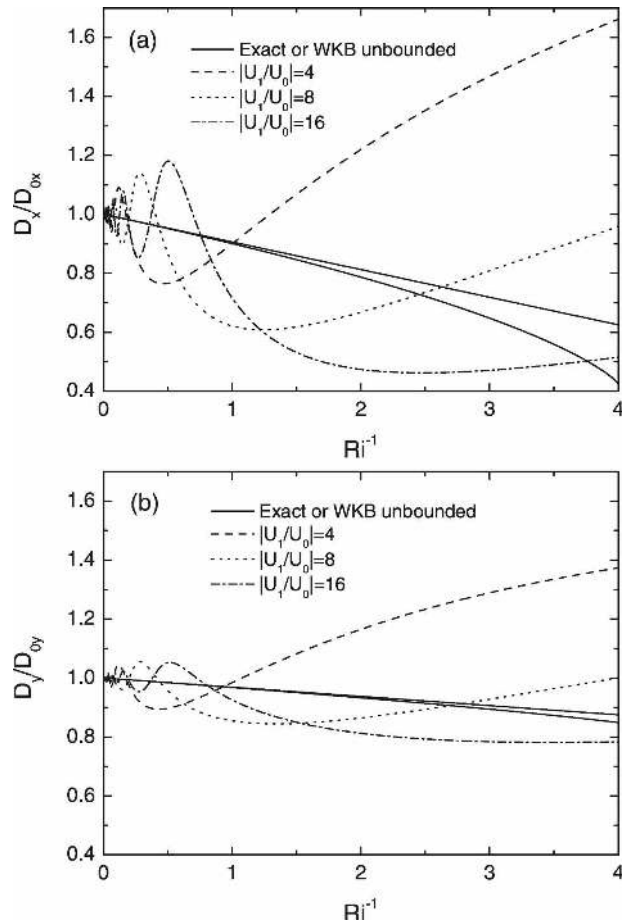 (a)
Exact or WKB unbounded
|U₁/U₀|=4
|U₁/U₀|=8
|U₁/U₀|=16
Dₓ/D₀ₓ
1.6
1.4
1.2
1.0
0.8
0.6
0.4
0 1 2 3 4
Ri⁻¹
(b)
Exact or WKB unbounded
|U₁/U₀|=4
|U₁/U₀|=8
|U₁/U₀|=16
D_y/D_0y
1.6
1.4
1.2
1.0
0.8
0.6
0.4
0 1 2 3 4
Ri⁻¹